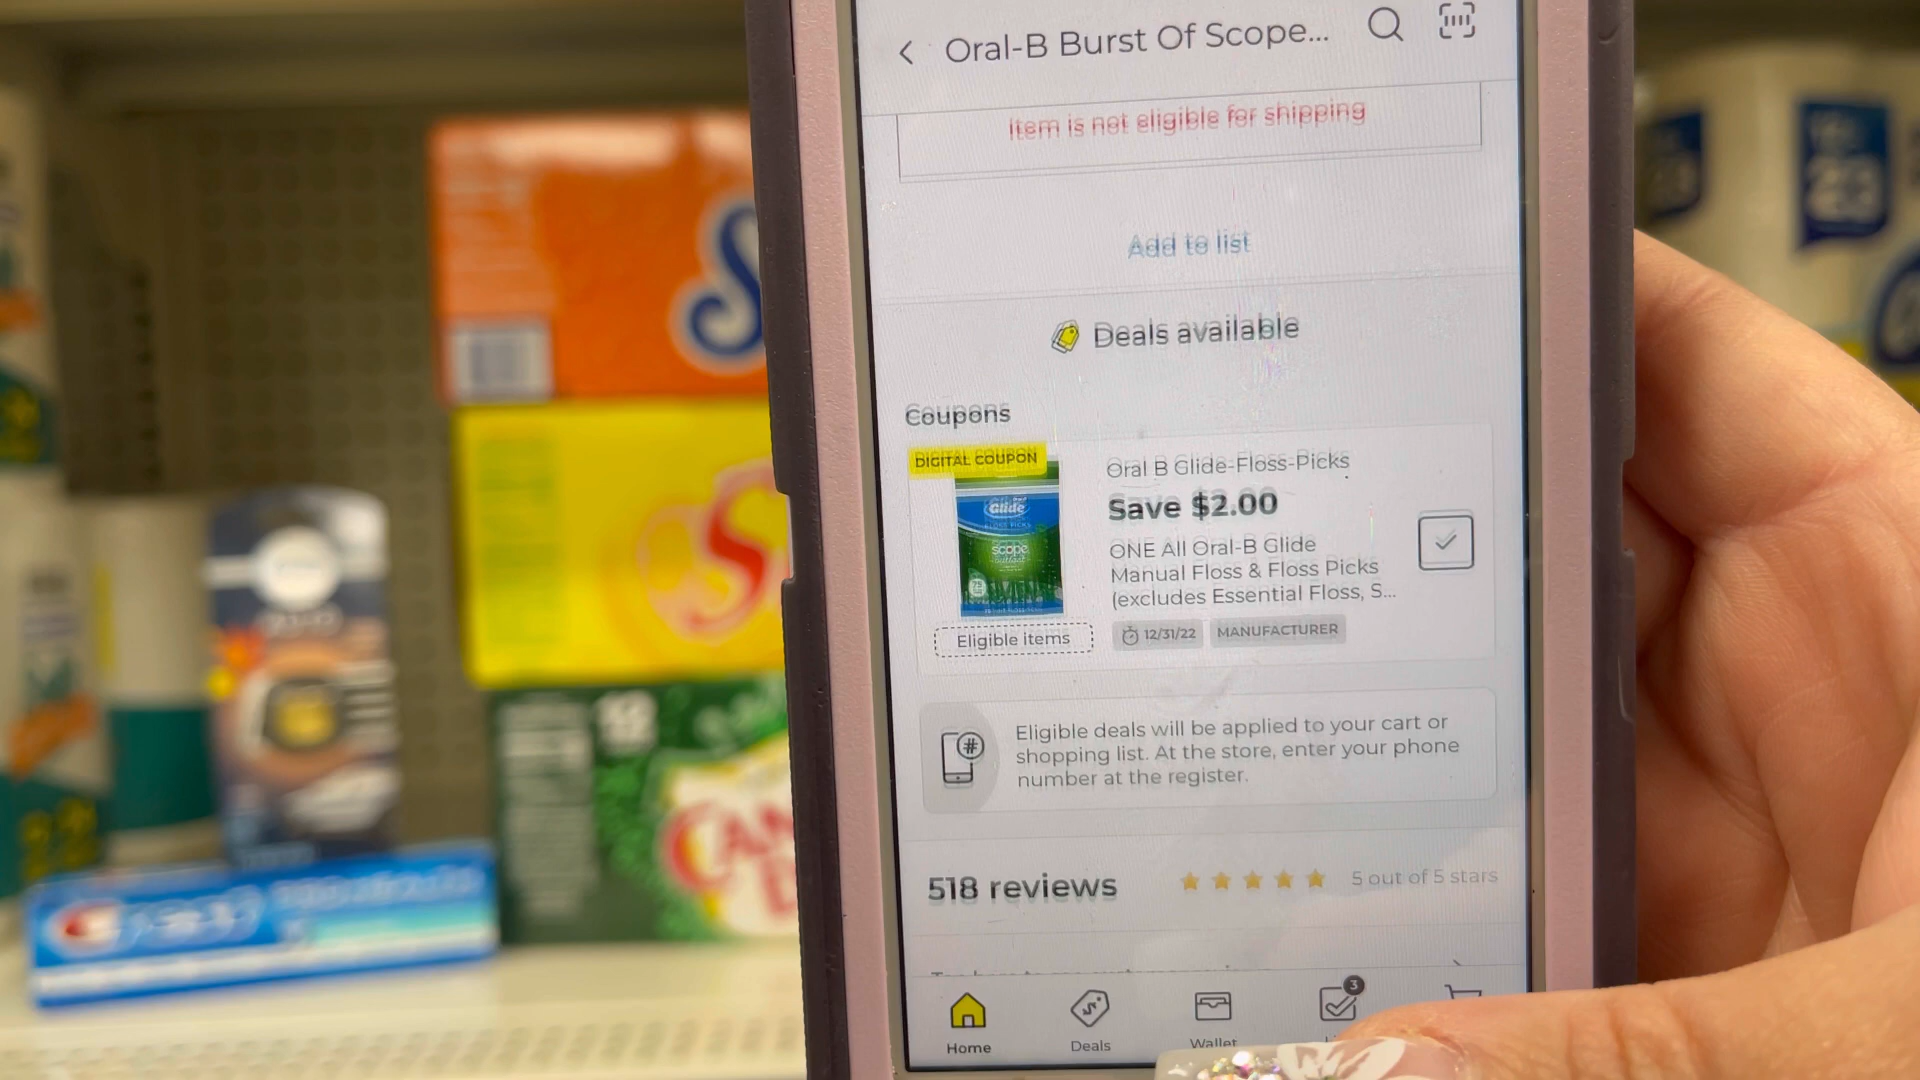 Oral-B Burst Of Scope...
Item is not eligible for shipping
Add to list
Deals available
Coupons
DIGITAL COUPON
Oral B Glide-Floss-Picks
Save $2.00
ONE All Oral-B Glide
Manual Floss & Floss Picks
(excludes Essential Floss, S...
Glide
scope
Eligible items
12/31/22
MANUFACTURER
Eligible deals will be applied to your cart or
shopping list. At the store, enter your phone
number at the register.
518 reviews
5 out of 5 stars
3
Home
Deals
Wallet
12
23